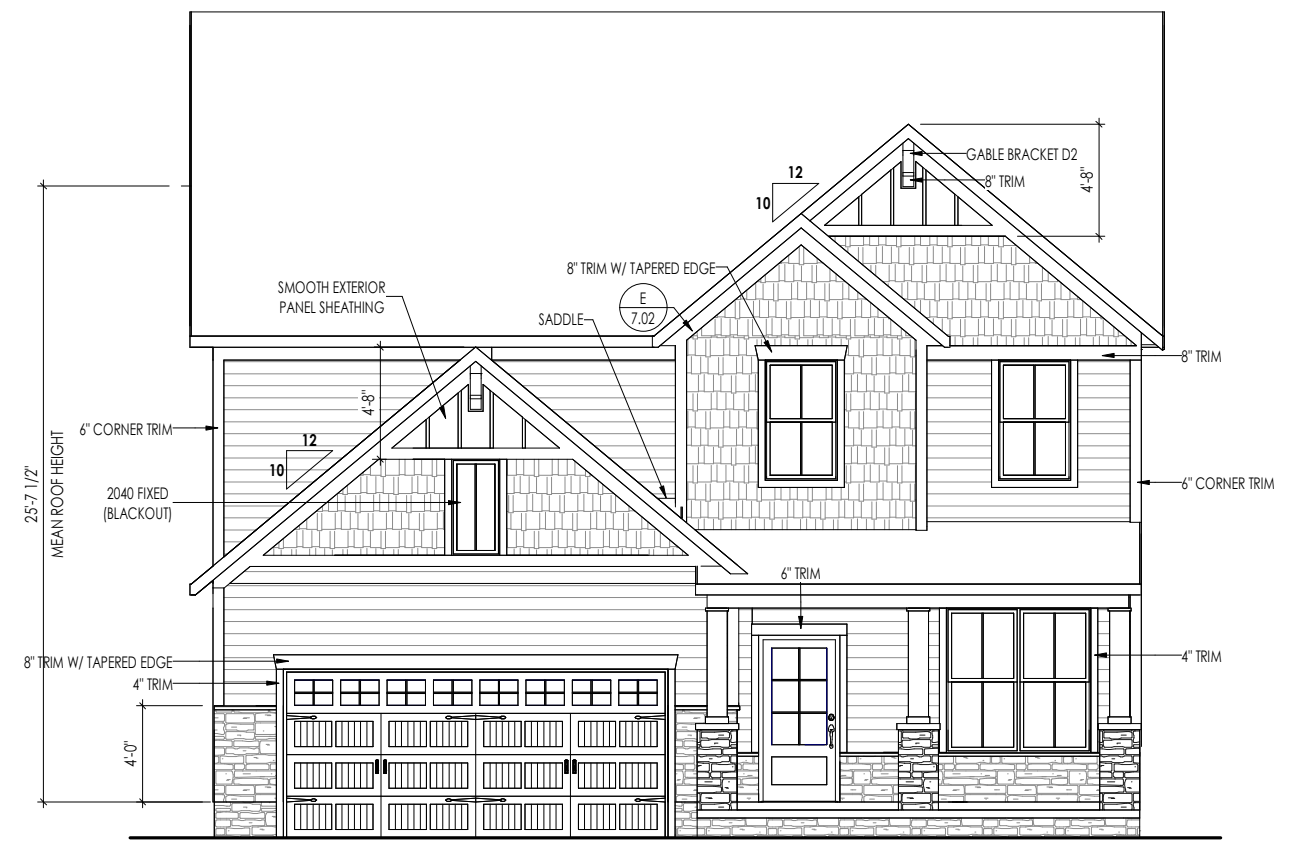 GABLE BRACKET D2
12
10
8" TRIM
4'-8"
8" TRIM W/ TAPERED EDGE
SMOOTH EXTERIOR
PANEL SHEATHING
E
7.02
SADDLE
8" TRIM
4'-8"
6" CORNER TRIM
12
10
25'-7 1/2"
MEAN ROOF HEIGHT
2040 FIXED
(BLACKOUT)
6" CORNER TRIM
6" TRIM
8" TRIM W/ TAPERED EDGE
4" TRIM
4" TRIM
4'-0"